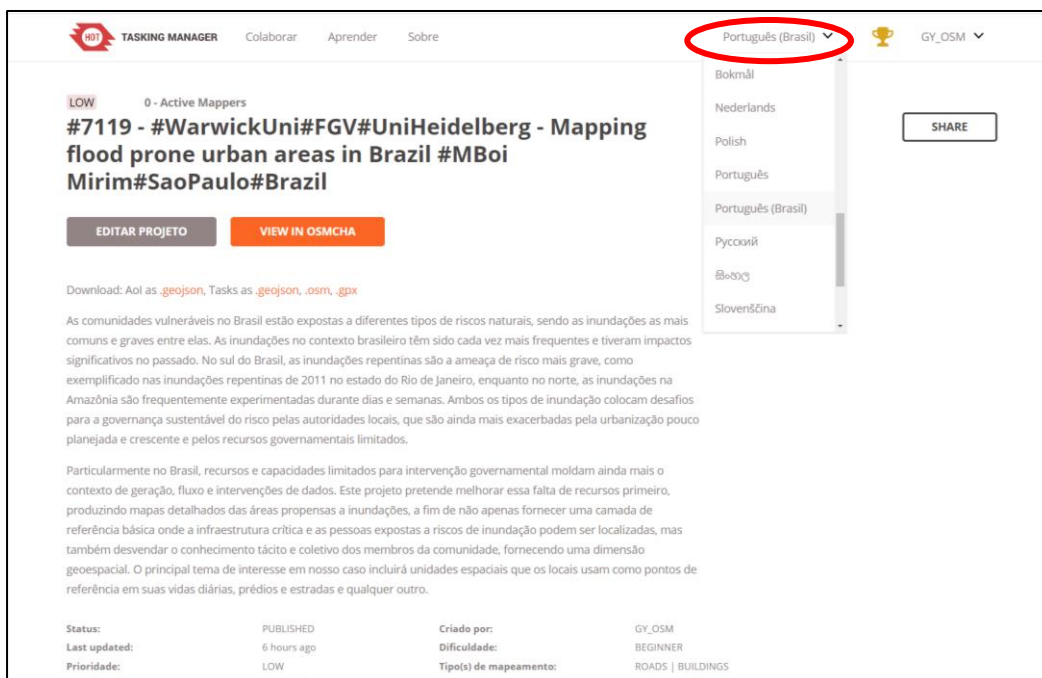 HOT TASKING MANAGER Colaborar Aprender Sobre Português (Brasil) GY_OSM
Bokmål
Nederlands
Polish
Português
Português (Brasil)
Русский
සිංහල
Slovenščina
LOW 0 - Active Mappers
#7119 - #WarwickUni#FGV#UniHeidelberg - Mapping
flood prone urban areas in Brazil #MBoi
Mirim#SaoPaulo#Brazil
SHARE
EDITAR PROJETO VIEW IN OSMCHA
Download: AoI as .geojson, Tasks as .geojson, .osm, .gpx
As comunidades vulneráveis no Brasil estão expostas a diferentes tipos de riscos naturais, sendo as inundações as mais
comuns e graves entre elas. As inundações no contexto brasileiro têm sido cada vez mais frequentes e tiveram impactos
significativos no passado. No sul do Brasil, as inundações repentinas são a ameaça de risco mais grave, como
exemplificado nas inundações repentinas de 2011 no estado do Rio de Janeiro, enquanto no norte, as inundações na
Amazônia são frequentemente experimentadas durante dias e semanas. Ambos os tipos de inundação colocam desafios
para a governança sustentável do risco pelas autoridades locais, que são ainda mais exacerbadas pela urbanização pouco
planejada e crescente e pelos recursos governamentais limitados.
Particularmente no Brasil, recursos e capacidades limitados para intervenção governamental moldam ainda mais o
contexto de geração, fluxo e intervenções de dados. Este projeto pretende melhorar essa falta de recursos primeiro,
produzindo mapas detalhados das áreas propensas a inundações, a fim de não apenas fornecer uma camada de
referência básica onde a infraestrutura crítica e as pessoas expostas a riscos de inundação podem ser localizadas, mas
também desvendar o conhecimento tácito e coletivo dos membros da comunidade, fornecendo uma dimensão
geoespacial. O principal tema de interesse em nosso caso incluirá unidades espaciais que os locais usam como pontos de
referência em suas vidas diárias, prédios e estradas e qualquer outro.
Status: PUBLISHED Criado por: GY_OSM
Last updated: 6 hours ago Dificuldade: BEGINNER
Prioridade: LOW Tipo(s) de mapeamento: ROADS | BUILDINGS